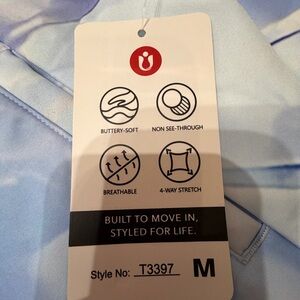 BUTTERY-SOFT NON SEE-THROUGH
BREATHABLE 4-WAY STRETCH
BUILT TO MOVE IN,
STYLED FOR LIFE.
Style No: T3397 M